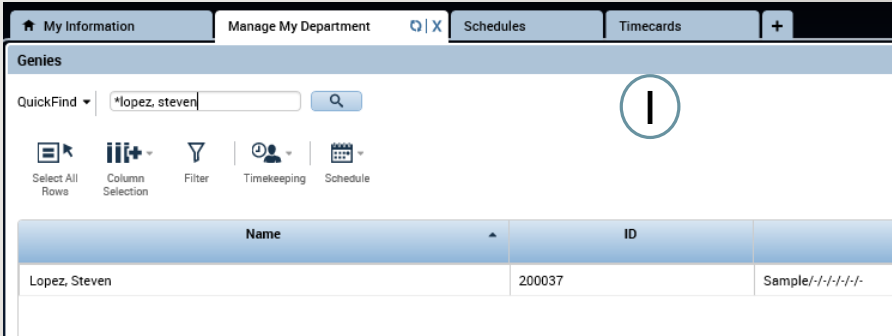 My Information Manage My Department X Schedules Timecards +
Genies
QuickFind *lopez, steven
I
Select All Rows Column Selection Filter Timekeeping Schedule
Name ID
Lopez, Steven 200037 Sample/-/-/-/-/-/-